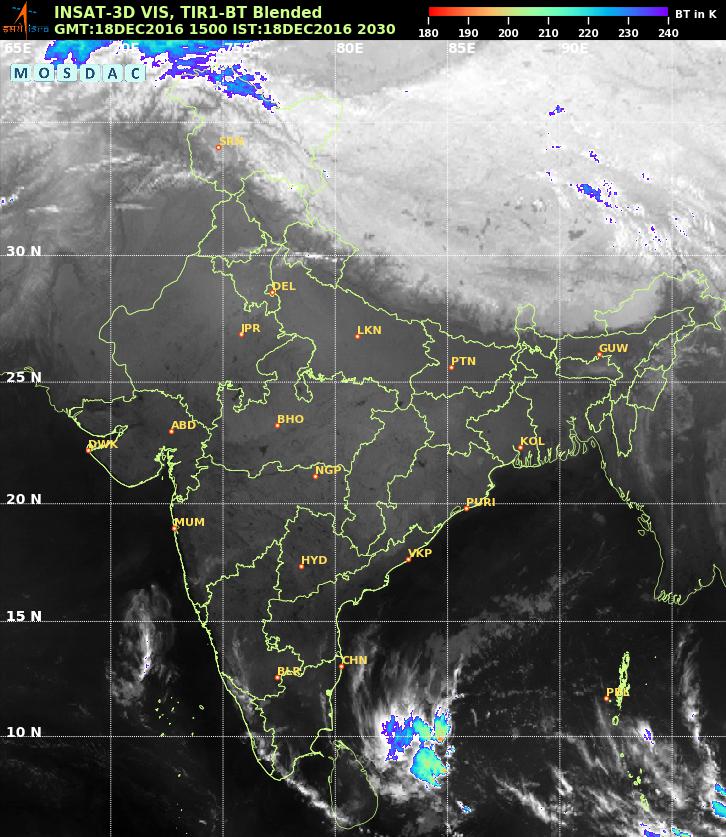 INSAT-3D VIS, TIR1-BT Blended
GMT:18DEC2016 1500 IST:18DEC2016 2030
BT in K
180 190 200 210 220 230 240
65E 70E 75E 80E 85E 90E
MOSDAC
SRN
30 N
DEL
JPR
LKN
GUW
PTN
25 N
ABD
BHO
DWK
KOL
NGP
20 N
PURI
MUM
VKP
HYD
15 N
CHN
BLR
PBL
10 N